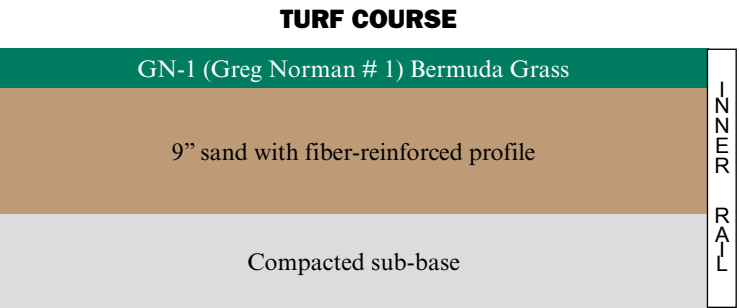 TURF COURSE
GN-1 (Greg Norman # 1) Bermuda Grass
9” sand with fiber-reinforced profile
Compacted sub-base
INNER RAIL